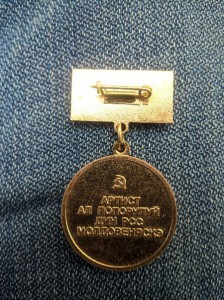 АРТИСТ
АЛ ПОПОРУЛУЙ
ДИН РСС
МОЛДОВЕНЯСКЭ